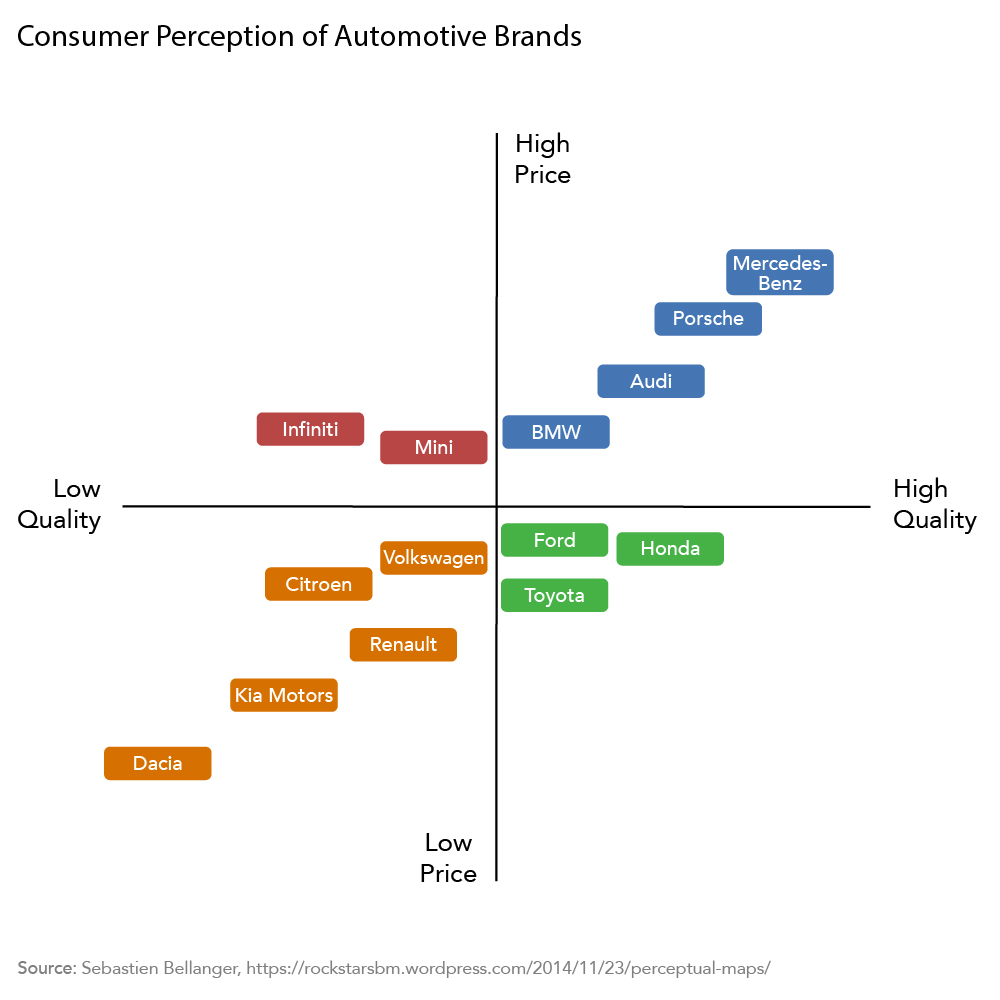 Consumer Perception of Automotive Brands
High
Price
Mercedes-
Benz
Porsche
Audi
Infiniti
Mini
BMW
Low
Quality
High
Quality
Ford
Honda
Volkswagen
Citroen
Toyota
Renault
Kia Motors
Dacia
Low
Price
Source: Sebastien Bellanger, https://rockstarsbm.wordpress.com/2014/11/23/perceptual-maps/